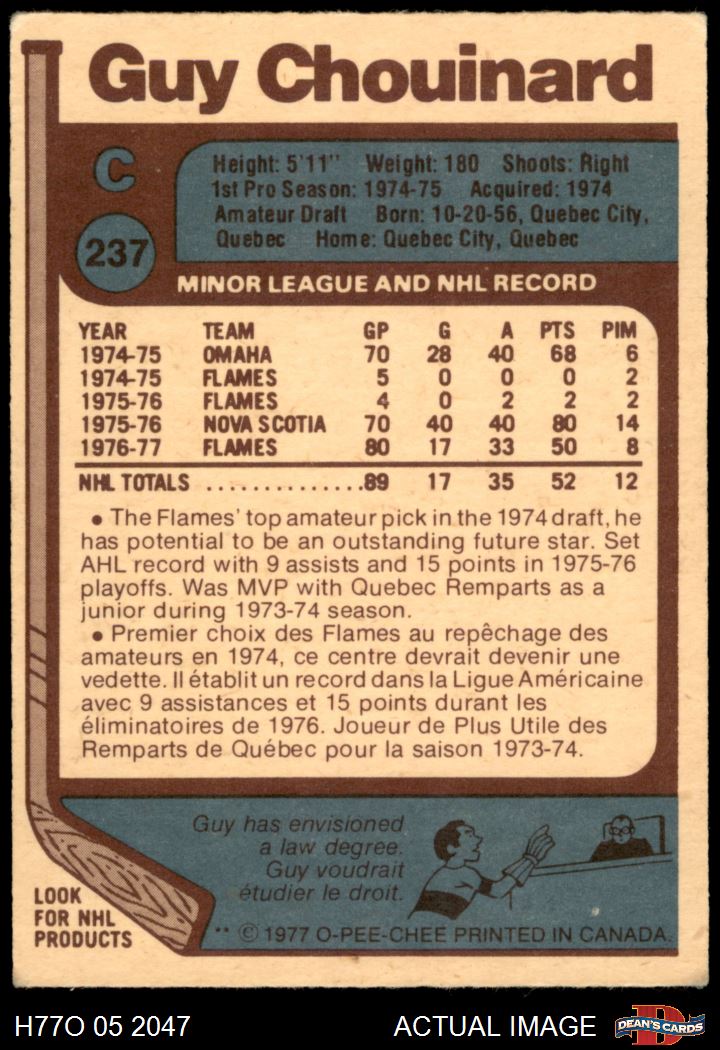 Guy Chouinard
C
237
Height: 5'11" Weight: 180 Shoots: Right
1st Pro Season: 1974-75 Acquired: 1974
Amateur Draft Born: 10-20-56, Quebec City,
Quebec Home: Quebec City, Quebec
MINOR LEAGUE AND NHL RECORD
YEAR TEAM GP G A PTS PIM
1974-75 OMAHA 70 28 40 68 6
1974-75 FLAMES 5 0 0 0 2
1975-76 FLAMES 4 0 2 2 2
1975-76 NOVA SCOTIA 70 40 40 80 14
1976-77 FLAMES 80 17 33 50 8
NHL TOTALS ..............89 17 35 52 12
• The Flames' top amateur pick in the 1974 draft, he
has potential to be an outstanding future star. Set
AHL record with 9 assists and 15 points in 1975-76
playoffs. Was MVP with Quebec Remparts as a
junior during 1973-74 season.
• Premier choix des Flames au repêchage des
amateurs en 1974, ce centre devrait devenir une
vedette. Il établit un record dans la Ligue Américaine
avec 9 assistances et 15 points durant les
éliminatoires de 1976. Joueur de Plus Utile des
Remparts de Québec pour la saison 1973-74.
Guy has envisioned
a law degree.
Guy voudrait
étudier le droit.
LOOK
FOR NHL
PRODUCTS
** © 1977 O-PEE-CHEE PRINTED IN CANADA.
H77O 05 2047
ACTUAL IMAGE
D
DEAN'S CARDS